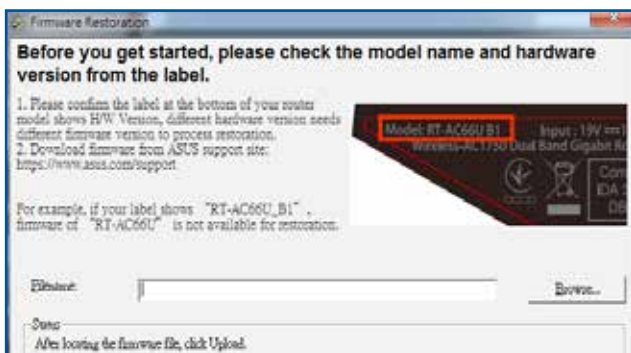 Firmware Restoration
Before you get started, please check the model name and hardware
version from the label.
1. Please confirm the label at the bottom of your router
model shows H/W Version, different hardware version needs
different firmware version to process restoration.
2. Download firmware from ASUS support site:
https://www.asus.com/support
Model: RT-AC66U B1
Input : 19V
Wireless-AC1750 Dual Band Gigabit
For example, if your label shows "RT-AC66U_B1" ,
firmware of "RT-AC66U" is not available for restoration.
Filename:
Browse...
Status
After locating the firmware file, click Upload.